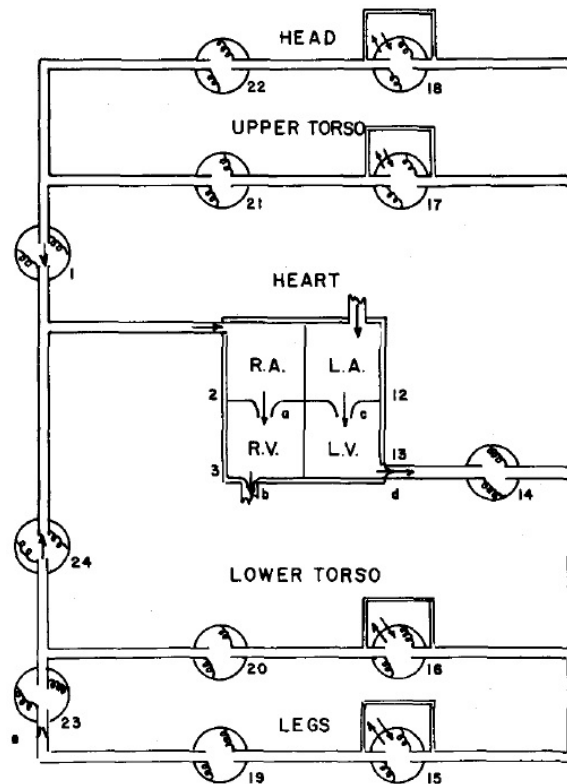 HEAD
22
18
UPPER TORSO
21
17
1
HEART
R.A.
L.A.
2
a
c
12
R.V.
L.V.
13
3
b
d
14
24
LOWER TORSO
20
16
23
e
LEGS
19
15